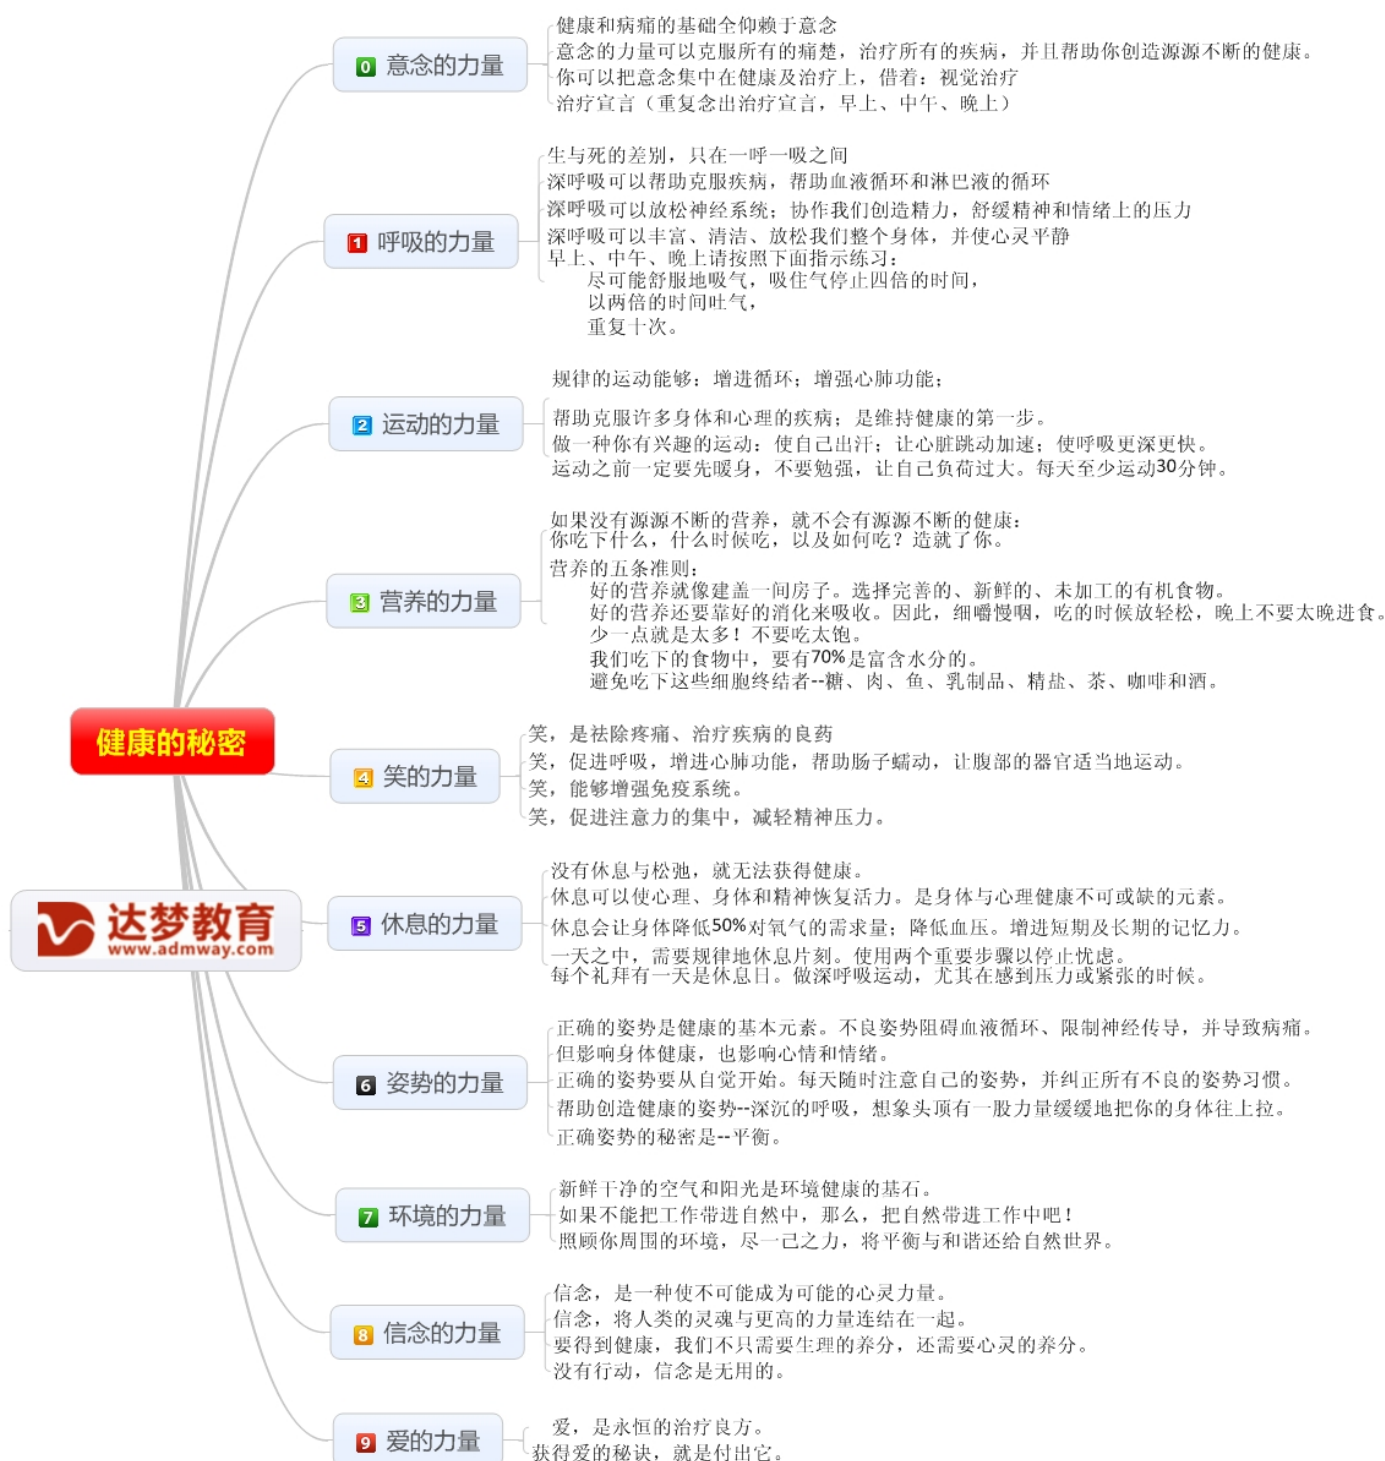 0 意念的力量
健康和病痛的基础全仰赖于意念
意念的力量可以克服所有的痛楚，治疗所有的疾病，并且帮助你创造源源不断的健康。
你可以把意念集中在健康及治疗上，借着：视觉治疗
治疗宣言（重复念出治疗宣言，早上、中午、晚上）
1 呼吸的力量
生与死的差别，只在一呼一吸之间
深呼吸可以帮助克服疾病，帮助血液循环和淋巴液的循环
深呼吸可以放松神经系统；协作我们创造精力，舒缓精神和情绪上的压力
深呼吸可以丰富、清洁、放松我们整个身体，并使心灵平静
早上、中午、晚上请按照下面指示练习：
尽可能舒服地吸气，吸住气停止四倍的时间，
以两倍的时间吐气，
重复十次。
2 运动的力量
规律的运动能够：增进循环；增强心肺功能；
帮助克服许多身体和心理的疾病；是维持健康的第一步。
做一种你有兴趣的运动：使自己出汗；让心脏跳动加速；使呼吸更深更快。
运动之前一定要先暖身，不要勉强，让自己负荷过大。每天至少运动30分钟。
3 营养的力量
如果没有源源不断的营养，就不会有源源不断的健康：
你吃下什么，什么时候吃，以及如何吃？造就了你。
营养的五条准则：
好的营养就像建盖一间房子。选择完善的、新鲜的、未加工的有机食物。
好的营养还要靠好的消化来吸收。因此，细嚼慢咽，吃的时候放轻松，晚上不要太晚进食。
少一点就是太多！不要吃太饱。
我们吃下的食物中，要有70%是富含水分的。
避免吃下这些细胞终结者--糖、肉、鱼、乳制品、精盐、茶、咖啡和酒。
健康的秘密
4 笑的力量
笑，是祛除疼痛、治疗疾病的良药
笑，促进呼吸，增进心肺功能，帮助肠子蠕动，让腹部的器官适当地运动。
笑，能够增强免疫系统。
笑，促进注意力的集中，减轻精神压力。
达梦教育
www.admway.com
5 休息的力量
没有休息与松弛，就无法获得健康。
休息可以使心理、身体和精神恢复活力。是身体与心理健康不可或缺的元素。
休息会让身体降低50%对氧气的需求量；降低血压。增进短期及长期的记忆力。
一天之中，需要规律地休息片刻。使用两个重要步骤以停止忧虑。
每个礼拜有一天是休息日。做深呼吸运动，尤其在感到压力或紧张的时候。
6 姿势的力量
正确的姿势是健康的基本元素。不良姿势阻碍血液循环、限制神经传导，并导致病痛。
但影响身体健康，也影响心情和情绪。
正确的姿势要从自觉开始。每天随时注意自己的姿势，并纠正所有不良的姿势习惯。
帮助创造健康的姿势--深沉的呼吸，想象头顶有一股力量缓缓地把你的身体往上拉。
正确姿势的秘密是--平衡。
7 环境的力量
新鲜干净的空气和阳光是环境健康的基石。
如果不能把工作带进自然中，那么，把自然带进工作中吧！
照顾你周围的环境，尽一己之力，将平衡与和谐还给自然世界。
8 信念的力量
信念，是一种使不可能成为可能的心灵力量。
信念，将人类的灵魂与更高的力量连结在一起。
要得到健康，我们不只需要生理的养分，还需要心灵的养分。
没有行动，信念是无用的。
9 爱的力量
爱，是永恒的治疗良方。
获得爱的秘诀，就是付出它。